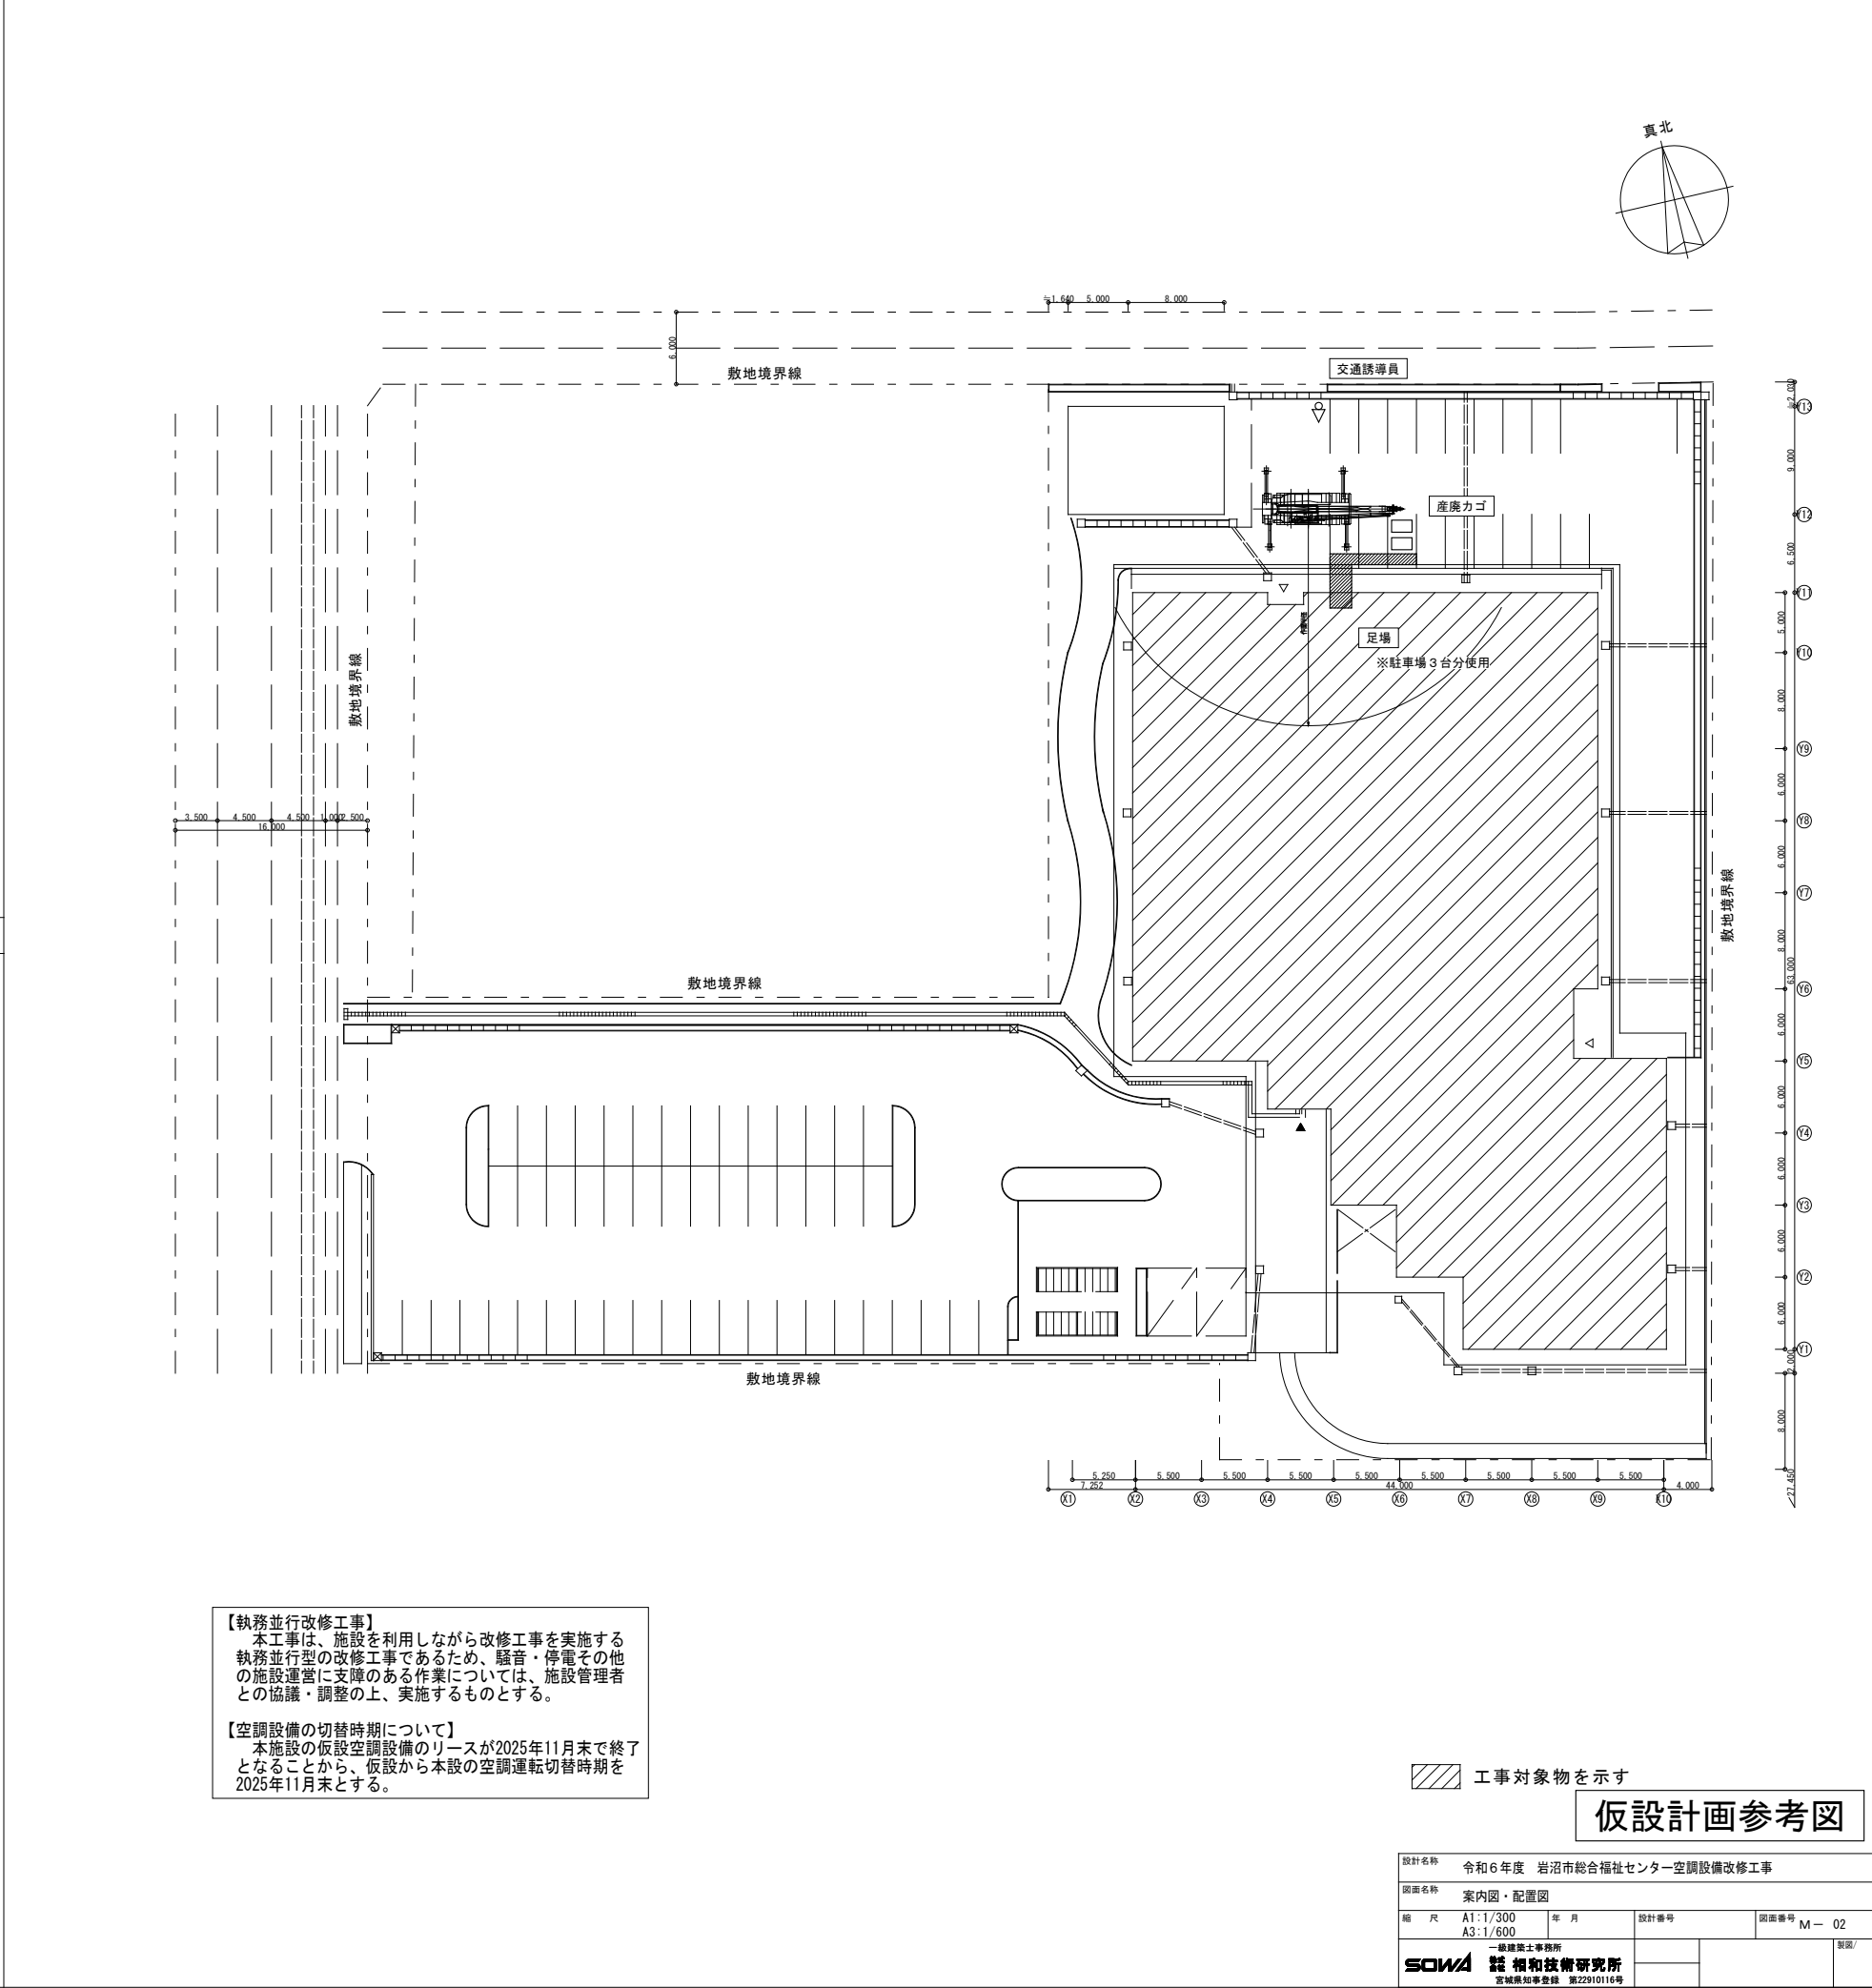 真北
≒1.640
5.000
8.000
6.000
敷地境界線
交通誘導員
≒2.030
Y13
9.000
産廃カゴ
Y12
6.500
Y11
5.000
足場
※駐車場３台分使用
Y10
敷地境界線
8.000
Y9
6.000
3.500
4.500
4.500
1.000
2.500
16.000
Y8
6.000
Y7
敷地境界線
8.000
63.000
敷地境界線
Y6
6.000
Y5
6.000
Y4
6.000
Y3
6.000
Y2
6.000
Y1
2.000
敷地境界線
8.000
27.450
5.250
5.500
5.500
5.500
5.500
5.500
5.500
5.500
5.500
7.252
44.000
4.000
X1
X2
X3
X4
X5
X6
X7
X8
X9
X10
【執務並行改修工事】
本工事は、施設を利用しながら改修工事を実施する
執務並行型の改修工事であるため、騒音・停電その他
の施設運営に支障のある作業については、施設管理者
との協議・調整の上、実施するものとする。
【空調設備の切替時期について】
本施設の仮設空調設備のリースが2025年11月末で終了
となることから、仮設から本設の空調運転切替時期を
2025年11月末とする。
工事対象物を示す
仮設計画参考図
設計名称
令和６年度　岩沼市総合福祉センター空調設備改修工事
図面名称
案内図・配置図
縮　尺
A1:1/300
A3:1/600
年　月
設計番号
図面番号
M－ 02
製図/
一級建築士事務所
SOWA 株式会社 相和技術研究所
宮城県知事登録　第22910116号